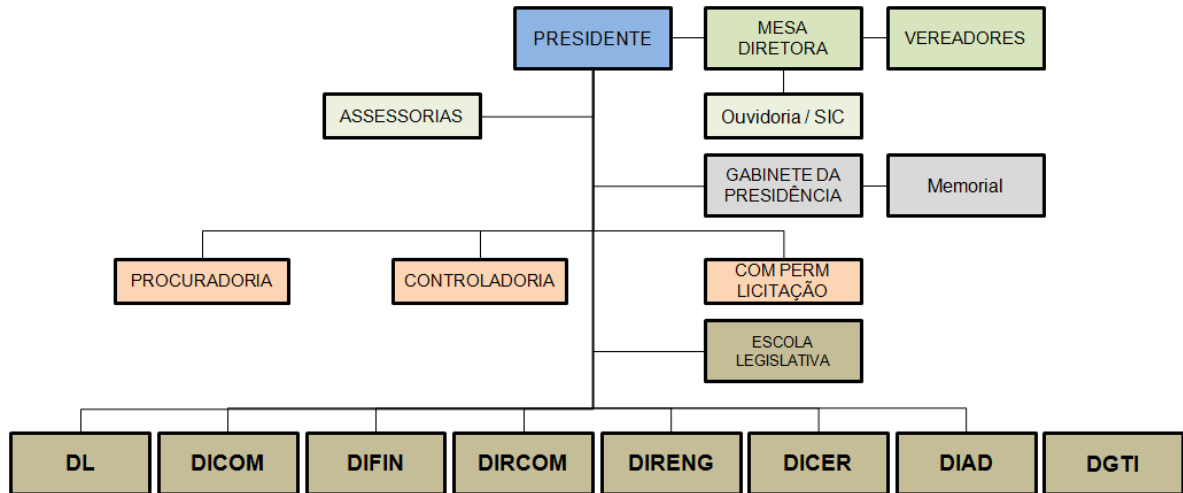 PRESIDENTE
MESA
DIRETORA
VEREADORES
ASSESSORIAS
Ouvidoria / SIC
GABINETE DA
PRESIDÊNCIA
Memorial
PROCURADORIA
CONTROLADORIA
COM PERM
LICITAÇÃO
ESCOLA
LEGISLATIVA
DL
DICOM
DIFIN
DIRCOM
DIRENG
DICER
DIAD
DGTI